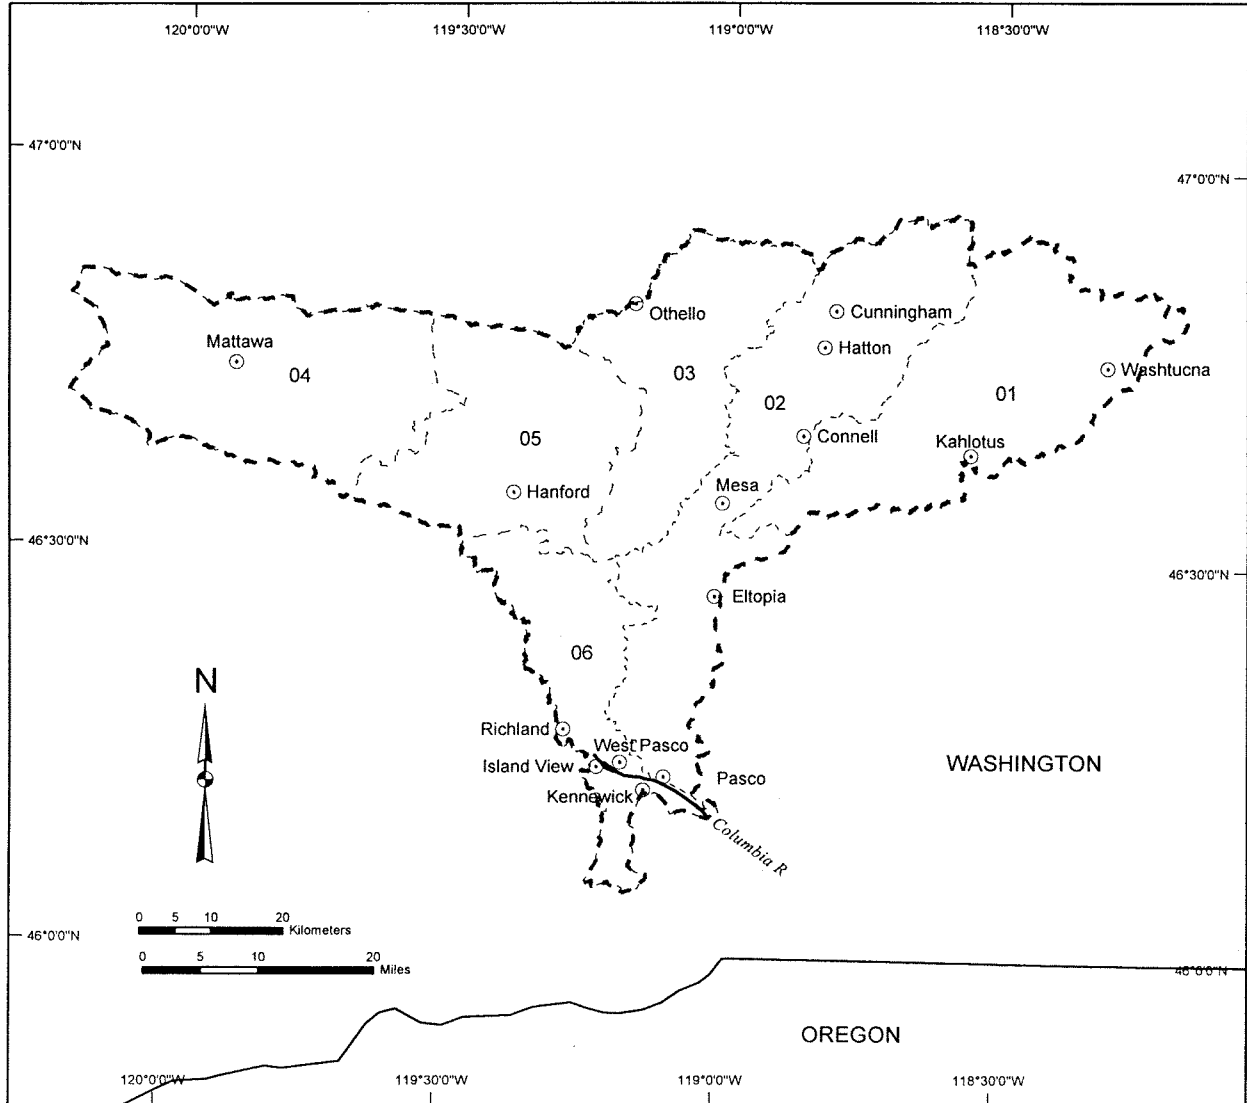 120°0'0"W
119°30'0"W
119°0'0"W
118°30'0"W
47°0'0"N
47°0'0"N
Othello
Cunningham
Mattawa
Hatton
04
03
Washtucna
01
02
05
Connell
Kahlotus
Hanford
Mesa
46°30'0"N
46°30'0"N
Eltopia
06
N
Richland
West Pasco
Island View
Pasco
WASHINGTON
Kennewick
Columbia R
0 5 10 20
Kilometers
46°0'0"N
0 5 10 20
Miles
46°0'0"N
OREGON
120°0'0"W
119°30'0"W
119°0'0"W
118°30'0"W